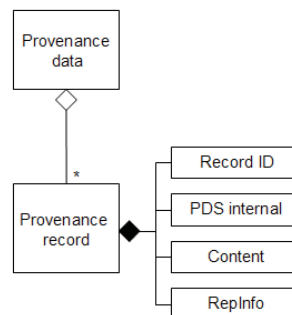 Provenance
data
*
Provenance
record
Record ID
PDS internal
Content
RepInfo